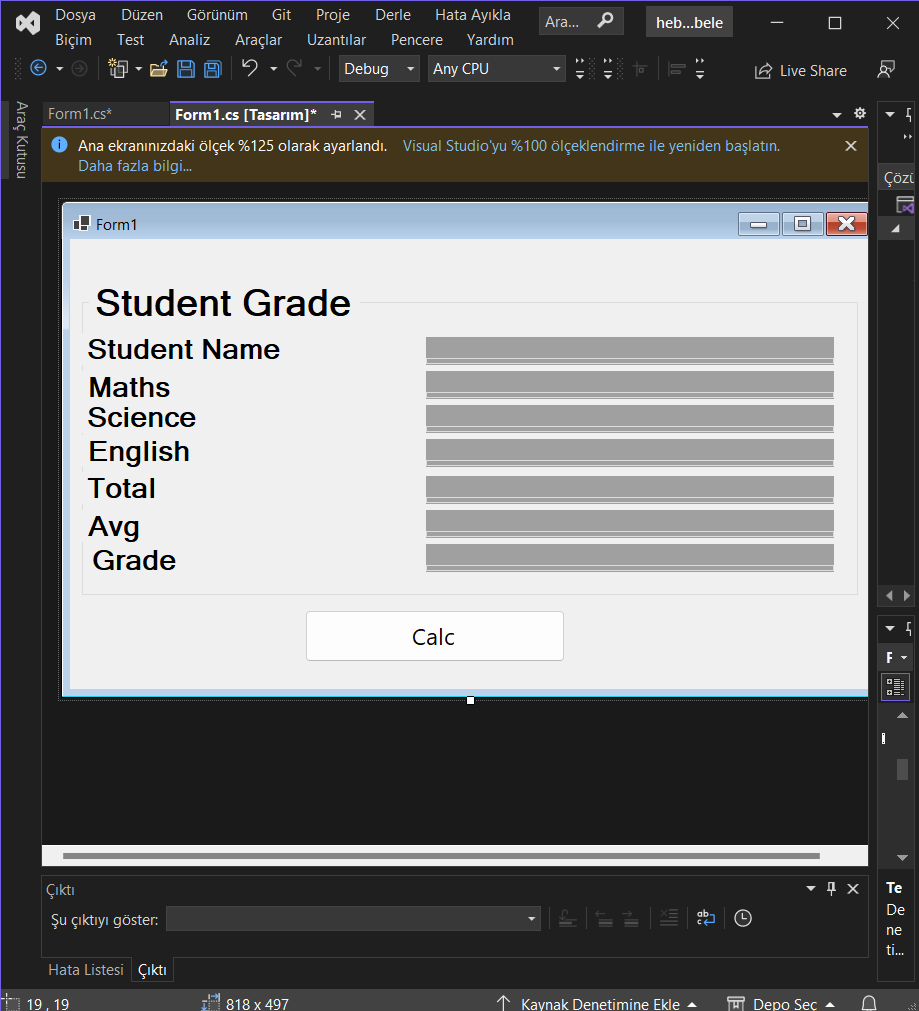 Dosya Düzen Görünüm Git Proje Derle Hata Ayıkla Ara... heb...bele
Biçim Test Analiz Araçlar Uzantılar Pencere Yardım
Debug Any CPU Live Share
Araç Kutusu
Form1.cs* Form1.cs [Tasarım]*
Ana ekranınızdaki ölçek %125 olarak ayarlandı. Visual Studio'yu %100 ölçeklendirme ile yeniden başlatın.
Daha fazla bilgi...
Çözü
Form1
Student Grade
Student Name
Maths
Science
English
Total
Avg
Grade
Calc
F
Çıktı
Şu çıktıyı göster:
Te
De
ne
ti...
Hata Listesi Çıktı
19 , 19 818 x 497 Kaynak Denetimine Ekle Depo Seç